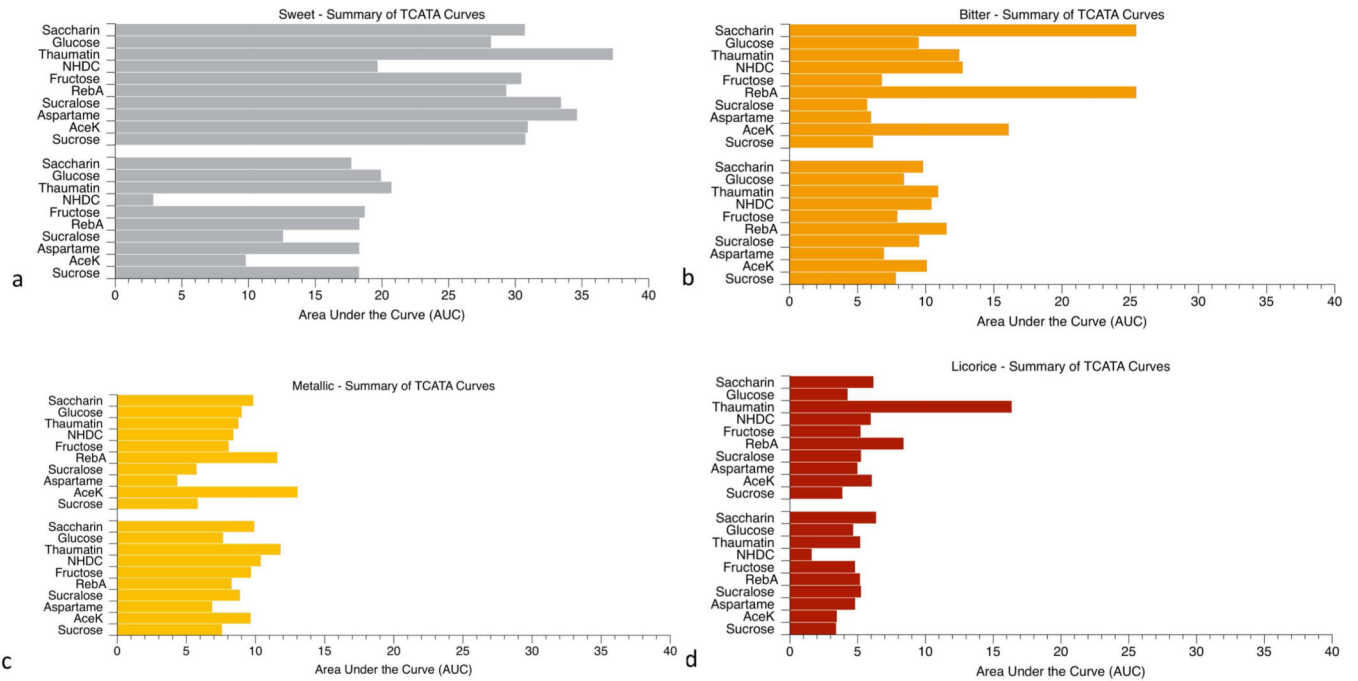 Sweet - Summary of TCATA Curves
Saccharin
Glucose
Thaumatin
NHDC
Fructose
RebA
Sucralose
Aspartame
AceK
Sucrose
Saccharin
Glucose
Thaumatin
NHDC
Fructose
RebA
Sucralose
Aspartame
AceK
Sucrose
0 5 10 15 20 25 30 35 40
Area Under the Curve (AUC)
a
Bitter - Summary of TCATA Curves
Saccharin
Glucose
Thaumatin
NHDC
Fructose
RebA
Sucralose
Aspartame
AceK
Sucrose
Saccharin
Glucose
Thaumatin
NHDC
Fructose
RebA
Sucralose
Aspartame
AceK
Sucrose
0 5 10 15 20 25 30 35 40
Area Under the Curve (AUC)
b
Metallic - Summary of TCATA Curves
Saccharin
Glucose
Thaumatin
NHDC
Fructose
RebA
Sucralose
Aspartame
AceK
Sucrose
Saccharin
Glucose
Thaumatin
NHDC
Fructose
RebA
Sucralose
Aspartame
AceK
Sucrose
0 5 10 15 20 25 30 35 40
Area Under the Curve (AUC)
c
Licorice - Summary of TCATA Curves
Saccharin
Glucose
Thaumatin
NHDC
Fructose
RebA
Sucralose
Aspartame
AceK
Sucrose
Saccharin
Glucose
Thaumatin
NHDC
Fructose
RebA
Sucralose
Aspartame
AceK
Sucrose
0 5 10 15 20 25 30 35 40
Area Under the Curve (AUC)
d